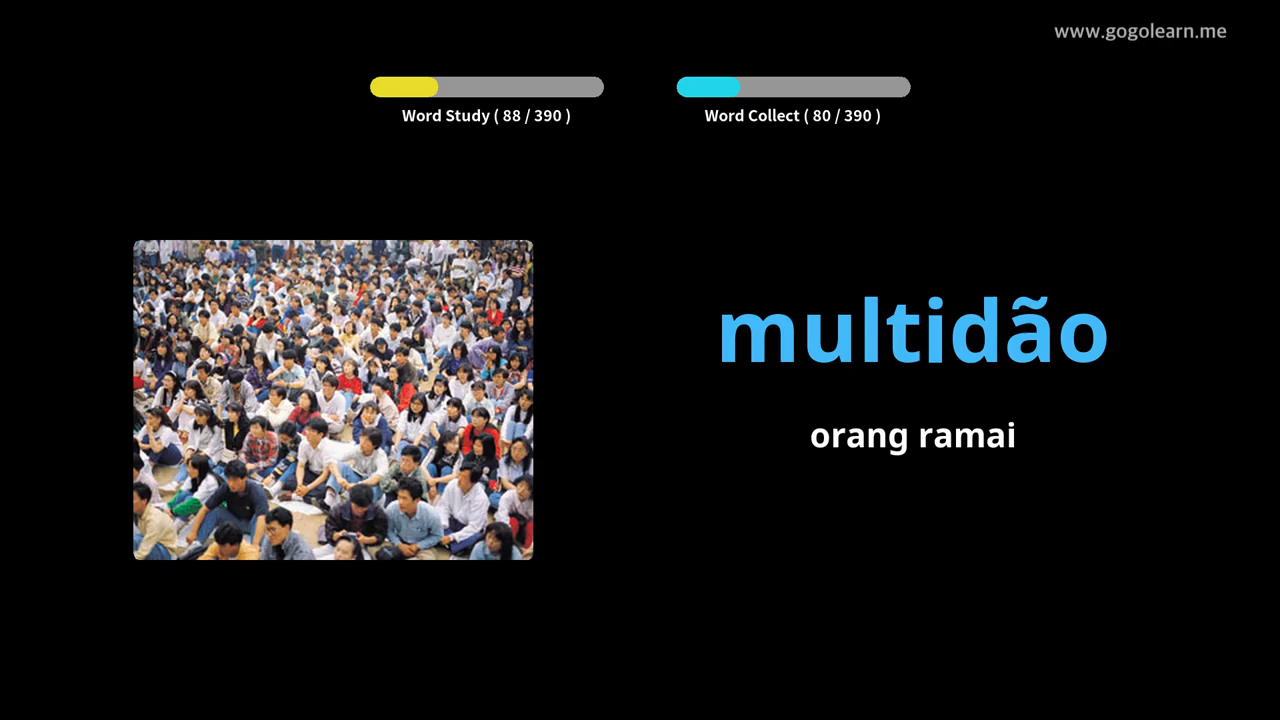 www.gogolearn.me
Word Study ( 88 / 390 )
Word Collect ( 80 / 390 )
multidão
orang ramai